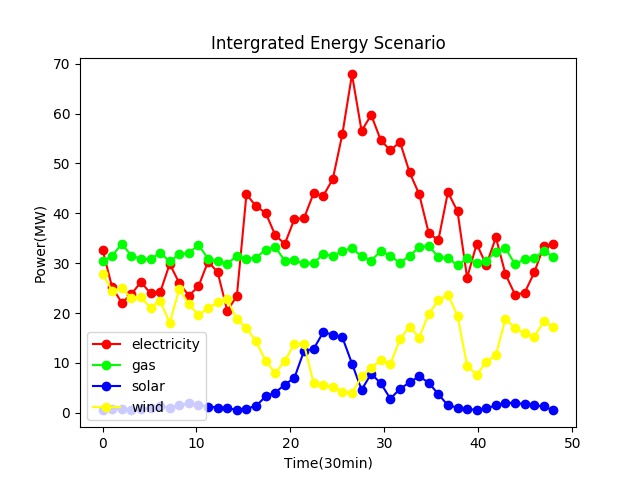 Intergrated Energy Scenario
Power(MW)
70
60
50
40
30
20
10
0
electricity
gas
solar
wind
0 10 20 30 40 50
Time(30min)